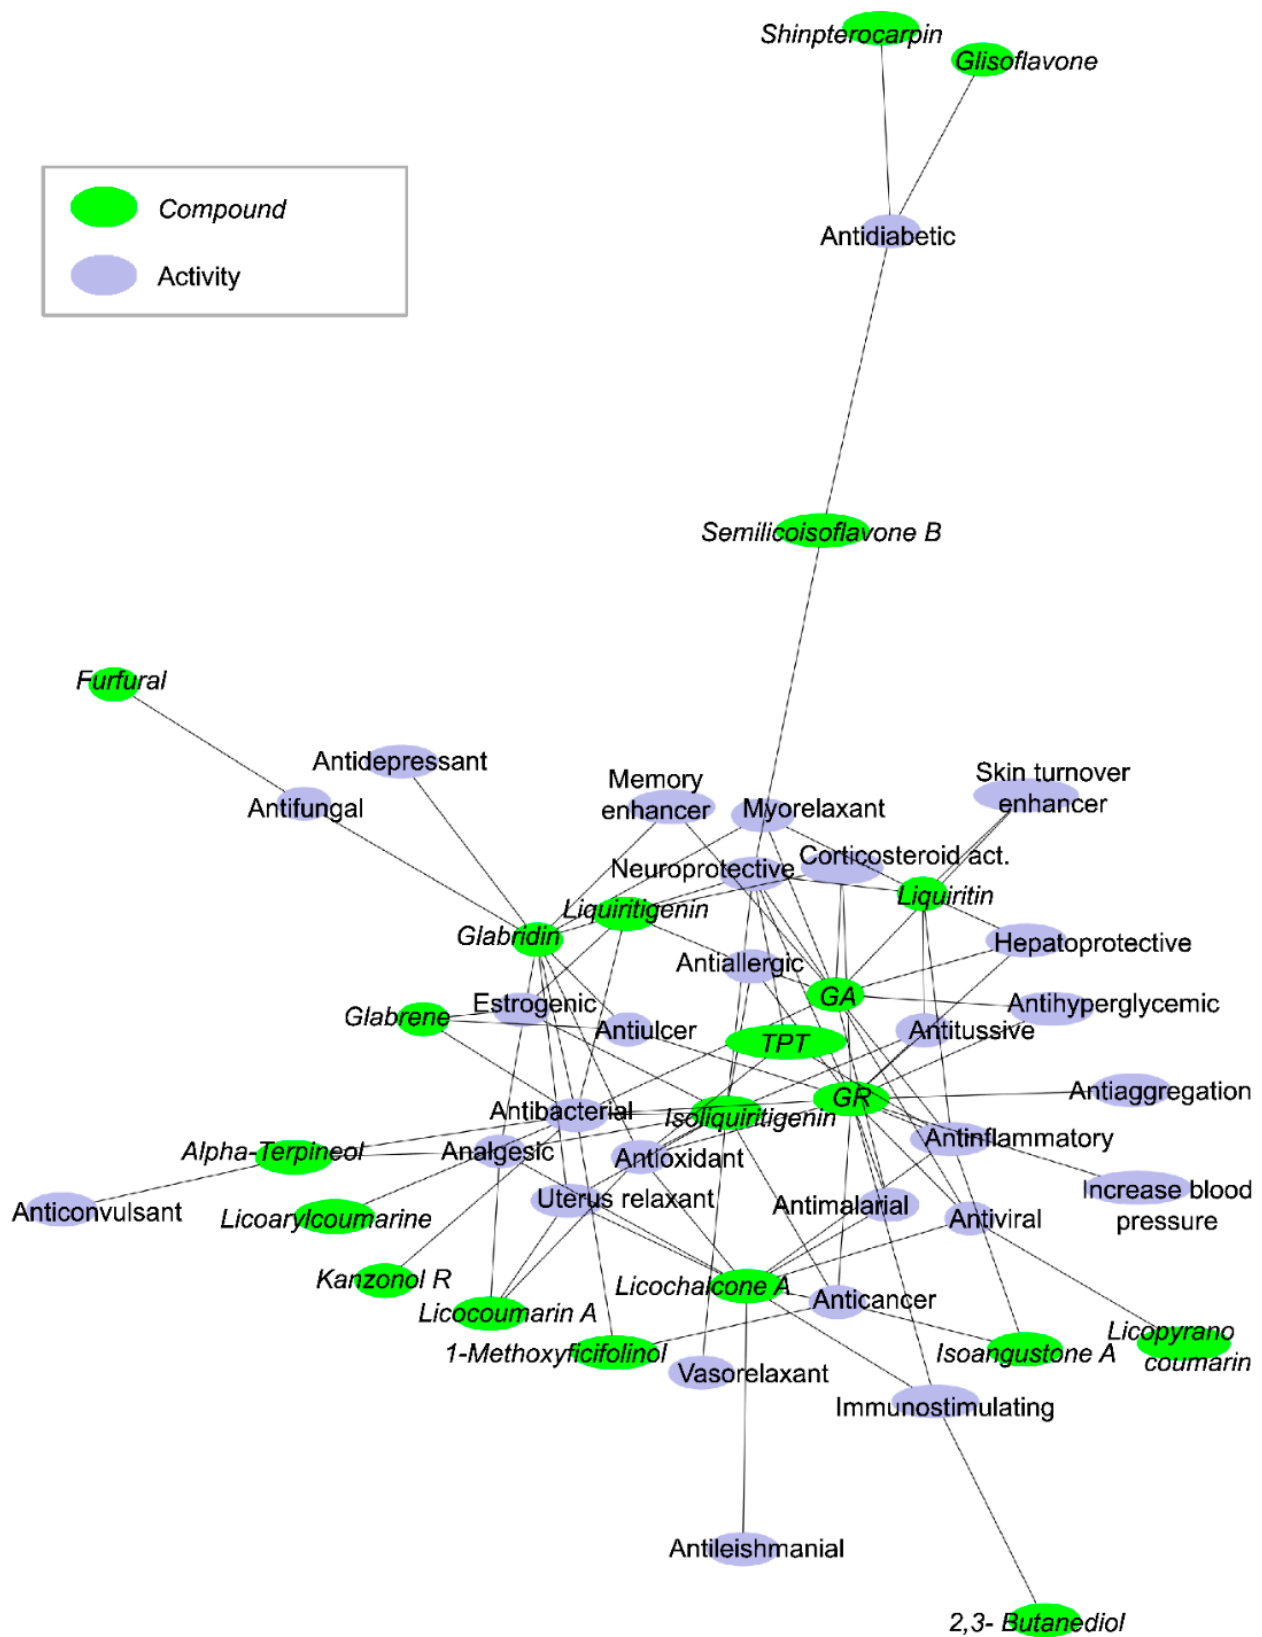 Shinpterocarpin
Glisoflavone
Compound
Activity
Antidiabetic
Semilicoisoflavone B
Furfural
Antidepressant
Antifungal
Memory
enhancer
Myorelaxant
Skin turnover
enhancer
Neuroprotective
Corticosteroid act.
Liquiritigenin
Liquiritin
Glabridin
Hepatoprotective
Antiallergic
GA
Estrogenic
Antihyperglycemic
Glabrene
Antiulcer
TPT
Antitussive
Antiaggregation
GR
Antibacterial
Isoliquiritigenin
Alpha-Terpineol
Analgesic
Antioxidant
Antinflammatory
Anticonvulsant
Licoarylcoumarine
Uterus relaxant
Antimalarial
Antiviral
Increase blood
pressure
Kanzonol R
Licochalcone A
Licocoumarin A
Anticancer
1-Methoxyficifolinol
Vasorelaxant
Isoangustone A
Licopyrano
coumarin
Immunostimulating
Antileishmanial
2,3- Butanediol